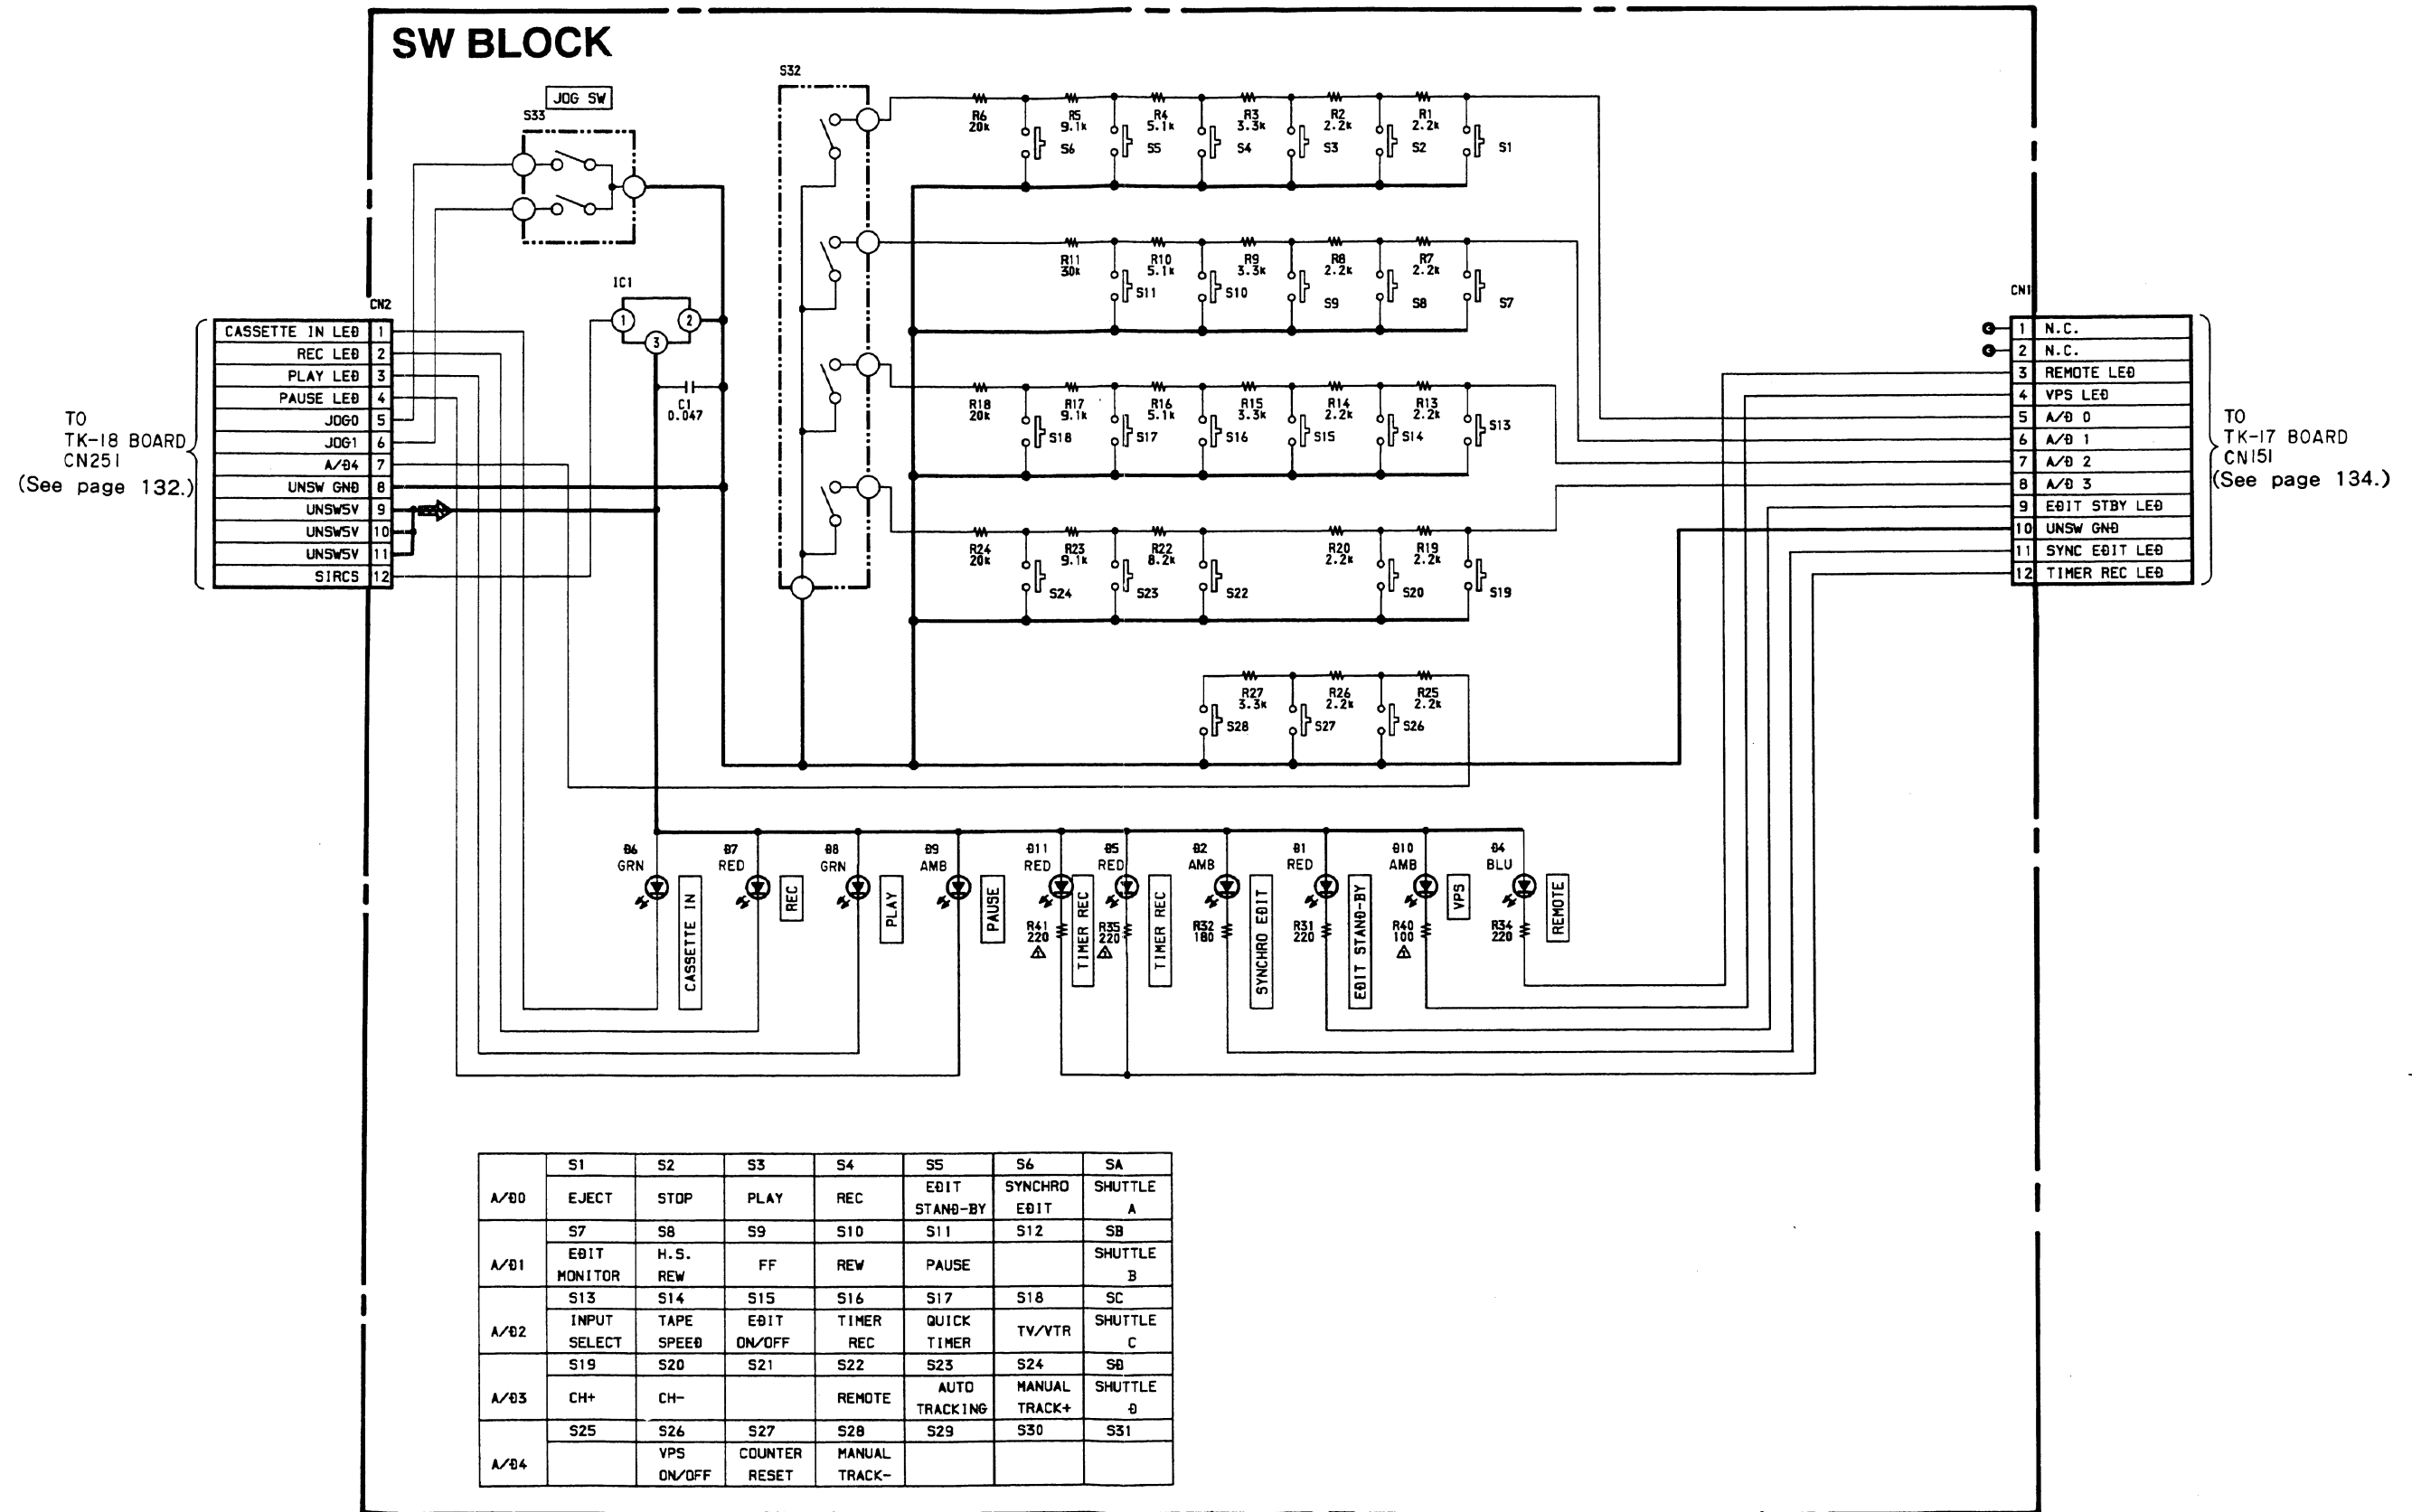 SW BLOCK
JOG SW
S33
S32
R6
20k
R5
9.1k
R4
5.1k
R3
3.3k
R2
2.2k
R1
2.2k
S6
S5
S4
S3
S2
S1
R11
30k
R10
5.1k
R9
3.3k
R8
2.2k
R7
2.2k
S11
S10
S9
S8
S7
R18
20k
R17
9.1k
R16
5.1k
R15
3.3k
R14
2.2k
R13
2.2k
S18
S17
S16
S15
S14
S13
R24
20k
R23
9.1k
R22
8.2k
R20
2.2k
R19
2.2k
S24
S23
S22
S20
S19
R27
3.3k
R26
2.2k
R25
2.2k
S28
S27
S26
IC1
1
2
3
C1
0.047
CN2
CASSETTE IN LED 1
REC LED 2
PLAY LED 3
PAUSE LED 4
JOG0 5
JOG1 6
A/D4 7
UNSW GND 8
UNSW5V 9
UNSW5V 10
UNSW5V 11
SIRCS 12
TO
TK-18 BOARD
CN251
(See page 132.)
CN1
1 N.C.
2 N.C.
3 REMOTE LED
4 VPS LED
5 A/D 0
6 A/D 1
7 A/D 2
8 A/D 3
9 EDIT STBY LED
10 UNSW GND
11 SYNC EDIT LED
12 TIMER REC LED
TO
TK-17 BOARD
CN151
(See page 134.)
D6
GRN
CASSETTE IN
D7
RED
REC
D8
GRN
PLAY
D9
AMB
PAUSE
D11
RED
R41
220
TIMER REC
D5
RED
R35
220
TIMER REC
D2
AMB
R32
180
SYNCHRO EDIT
D1
RED
R31
220
EDIT STAND-BY
D10
AMB
R40
100
VPS
D4
BLU
R34
220
REMOTE
S1 S2 S3 S4 S5 S6 SA
A/D0 EJECT STOP PLAY REC EDIT STAND-BY SYNCHRO EDIT SHUTTLE A
S7 S8 S9 S10 S11 S12 SB
A/D1 EDIT MONITOR H.S. REW FF REW PAUSE SHUTTLE B
S13 S14 S15 S16 S17 S18 SC
A/D2 INPUT SELECT TAPE SPEED EDIT ON/OFF TIMER REC QUICK TIMER TV/VTR SHUTTLE C
S19 S20 S21 S22 S23 S24 SD
A/D3 CH+ CH- REMOTE AUTO TRACKING MANUAL TRACK+ SHUTTLE D
S25 S26 S27 S28 S29 S30 S31
A/D4 VPS ON/OFF COUNTER RESET MANUAL TRACK-